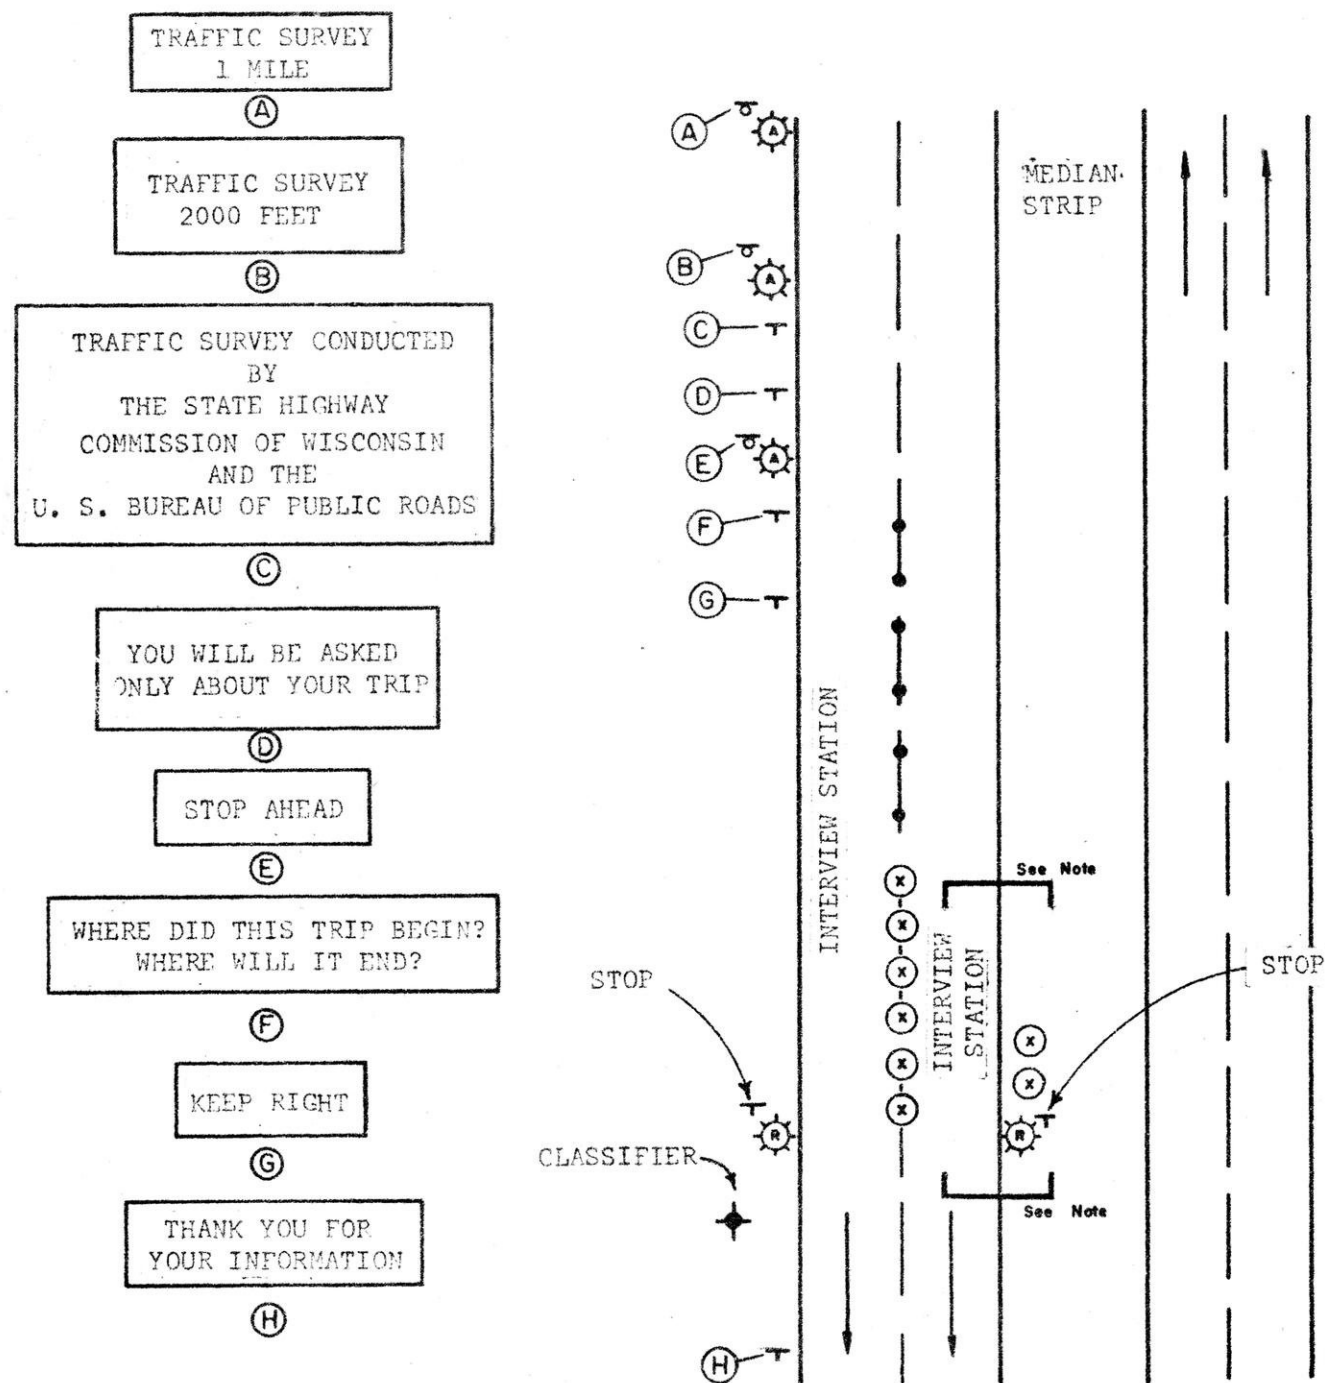 TRAFFIC SURVEY
1 MILE
A
TRAFFIC SURVEY
2000 FEET
B
TRAFFIC SURVEY CONDUCTED
BY
THE STATE HIGHWAY
COMMISSION OF WISCONSIN
AND THE
U. S. BUREAU OF PUBLIC ROADS
C
YOU WILL BE ASKED
ONLY ABOUT YOUR TRIP
D
STOP AHEAD
E
WHERE DID THIS TRIP BEGIN?
WHERE WILL IT END?
F
KEEP RIGHT
G
THANK YOU FOR
YOUR INFORMATION
H
A
A
MEDIAN
STRIP
B
A
C
D
E
A
F
G
INTERVIEW STATION
X
See Note
X
X
X
X
X
INTERVIEW
STATION
STOP
STOP
X
X
R
R
CLASSIFIER
See Note
H